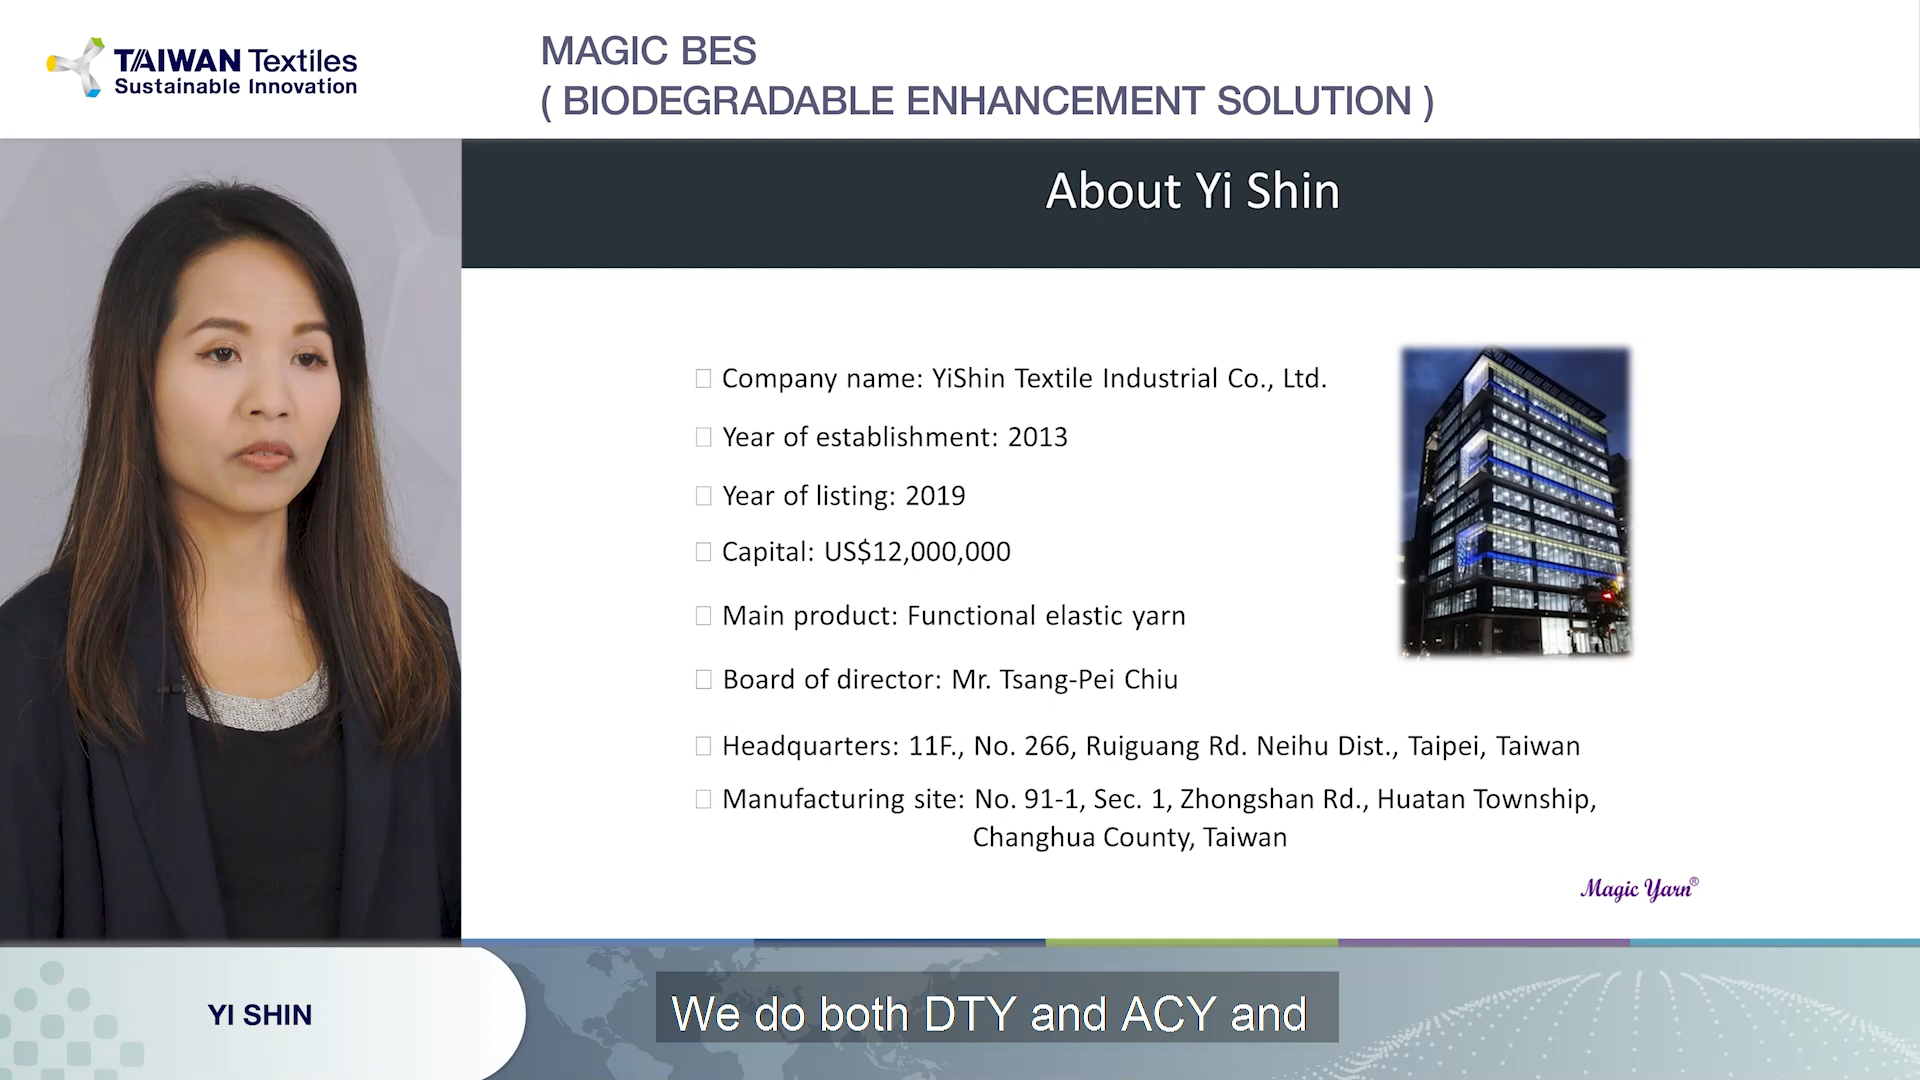 TAIWAN Textiles
Sustainable Innovation
MAGIC BES
( BIODEGRADABLE ENHANCEMENT SOLUTION )
About Yi Shin
Company name: YiShin Textile Industrial Co., Ltd.
Year of establishment: 2013
Year of listing: 2019
Capital: US$12,000,000
Main product: Functional elastic yarn
Board of director: Mr. Tsang-Pei Chiu
Headquarters: 11F., No. 266, Ruiguang Rd. Neihu Dist., Taipei, Taiwan
Manufacturing site: No. 91-1, Sec. 1, Zhongshan Rd., Huatan Township,
Changhua County, Taiwan
Magic Yarn®
YI SHIN
We do both DTY and ACY and